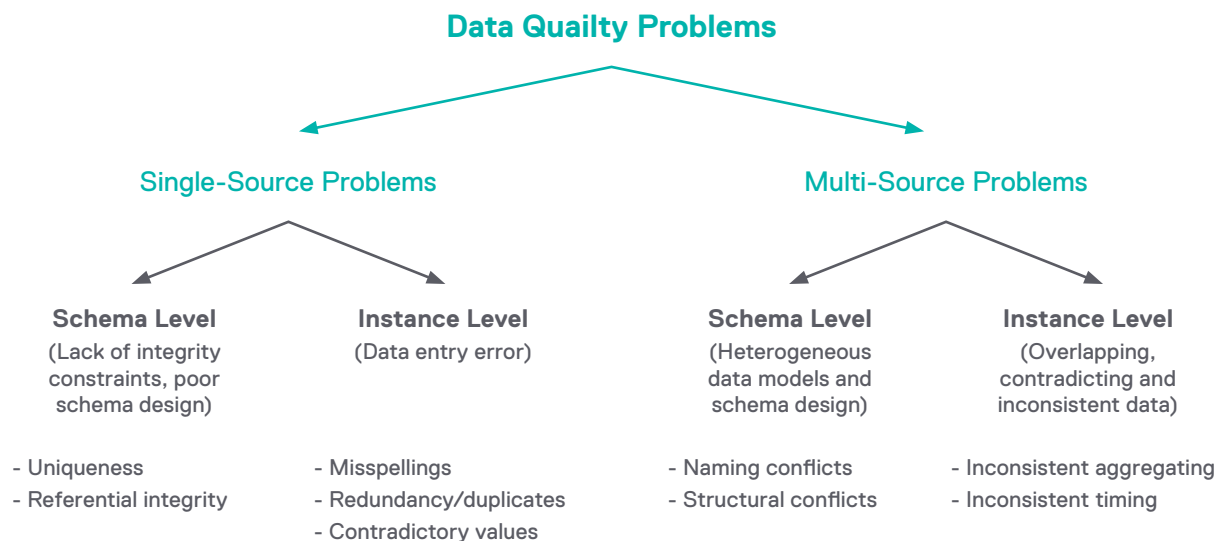 Data Quailty Problems
Single-Source Problems
Multi-Source Problems
Schema Level
(Lack of integrity
constraints, poor
schema design)
- Uniqueness
- Referential integrity
Instance Level
(Data entry error)
- Misspellings
- Redundancy/duplicates
- Contradictory values
Schema Level
(Heterogeneous
data models and
schema design)
- Naming conflicts
- Structural conflicts
Instance Level
(Overlapping,
contradicting and
inconsistent data)
- Inconsistent aggregating
- Inconsistent timing